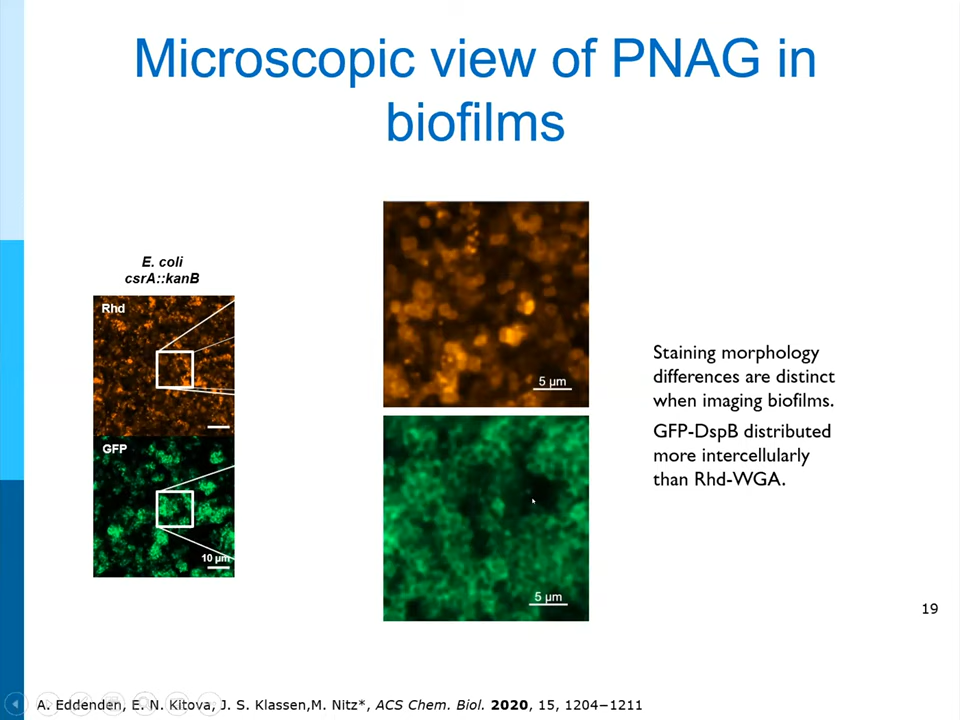 Microscopic view of PNAG in
biofilms
E. coli
csrA::kanB
Rhd
GFP
10 µm
5 µm
5 µm
Staining morphology
differences are distinct
when imaging biofilms.
GFP-DspB distributed
more intercellularly
than Rhd-WGA.
19
A. Eddenden, E. N. Kitova, J. S. Klassen,M. Nitz*, ACS Chem. Biol. 2020, 15, 1204−1211